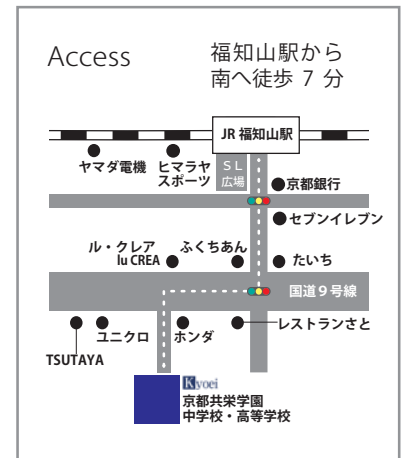 Access
福知山駅から
南へ徒歩 7 分
JR 福知山駅
ヤマダ電機
ヒマラヤ
スポーツ
SL
広場
京都銀行
セブンイレブン
ル・クレア
lu CREA
ふくちあん
たいち
国道9号線
TSUTAYA
ユニクロ
ホンダ
レストランさと
Kyoei
京都共栄学園
中学校・高等学校